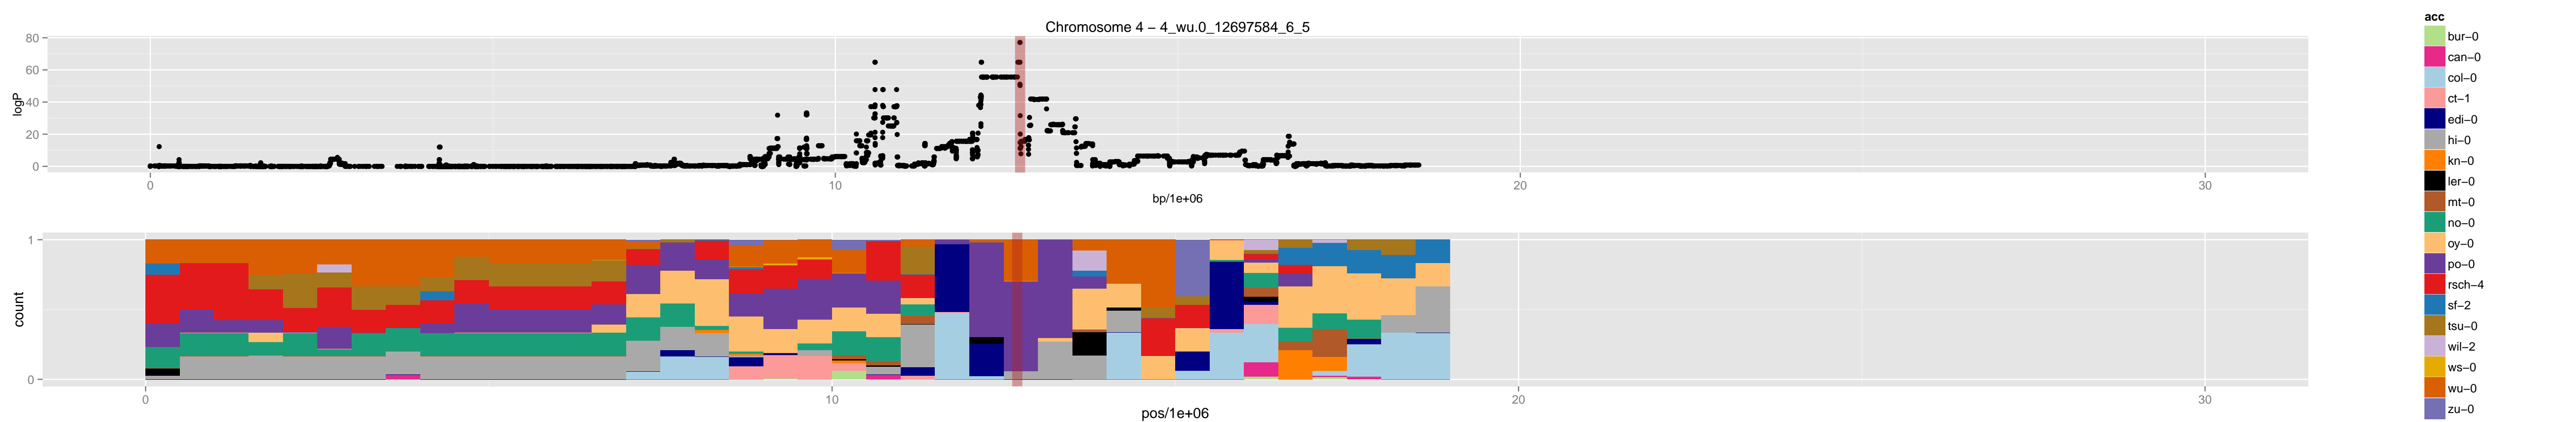 Chromosome 4 − 4_wu.0_12697584_6_5
logP
80
60
40
20
0
0 10 20 30
bp/1e+06
count
1
0
0 10 20 30
pos/1e+06
acc
bur−0
can−0
col−0
ct−1
edi−0
hi−0
kn−0
ler−0
mt−0
no−0
oy−0
po−0
rsch−4
sf−2
tsu−0
wil−2
ws−0
wu−0
zu−0